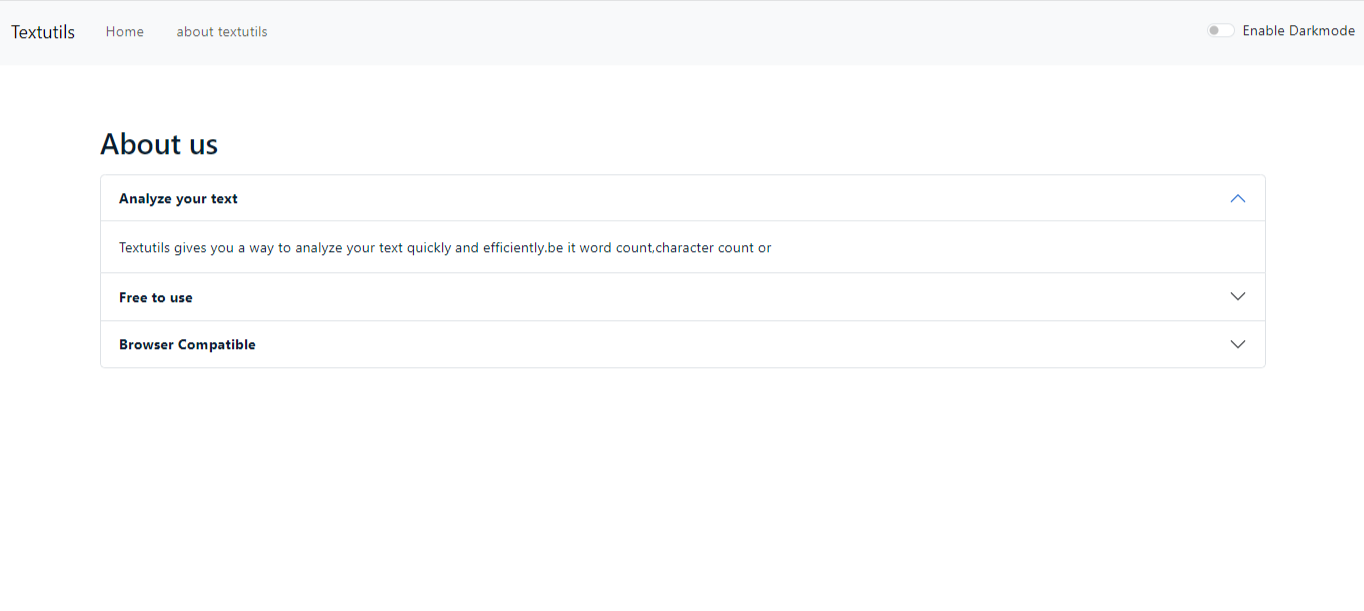 Textutils Home about textutils Enable Darkmode
About us
Analyze your text
Textutils gives you a way to analyze your text quickly and efficiently.be it word count,character count or
Free to use
Browser Compatible